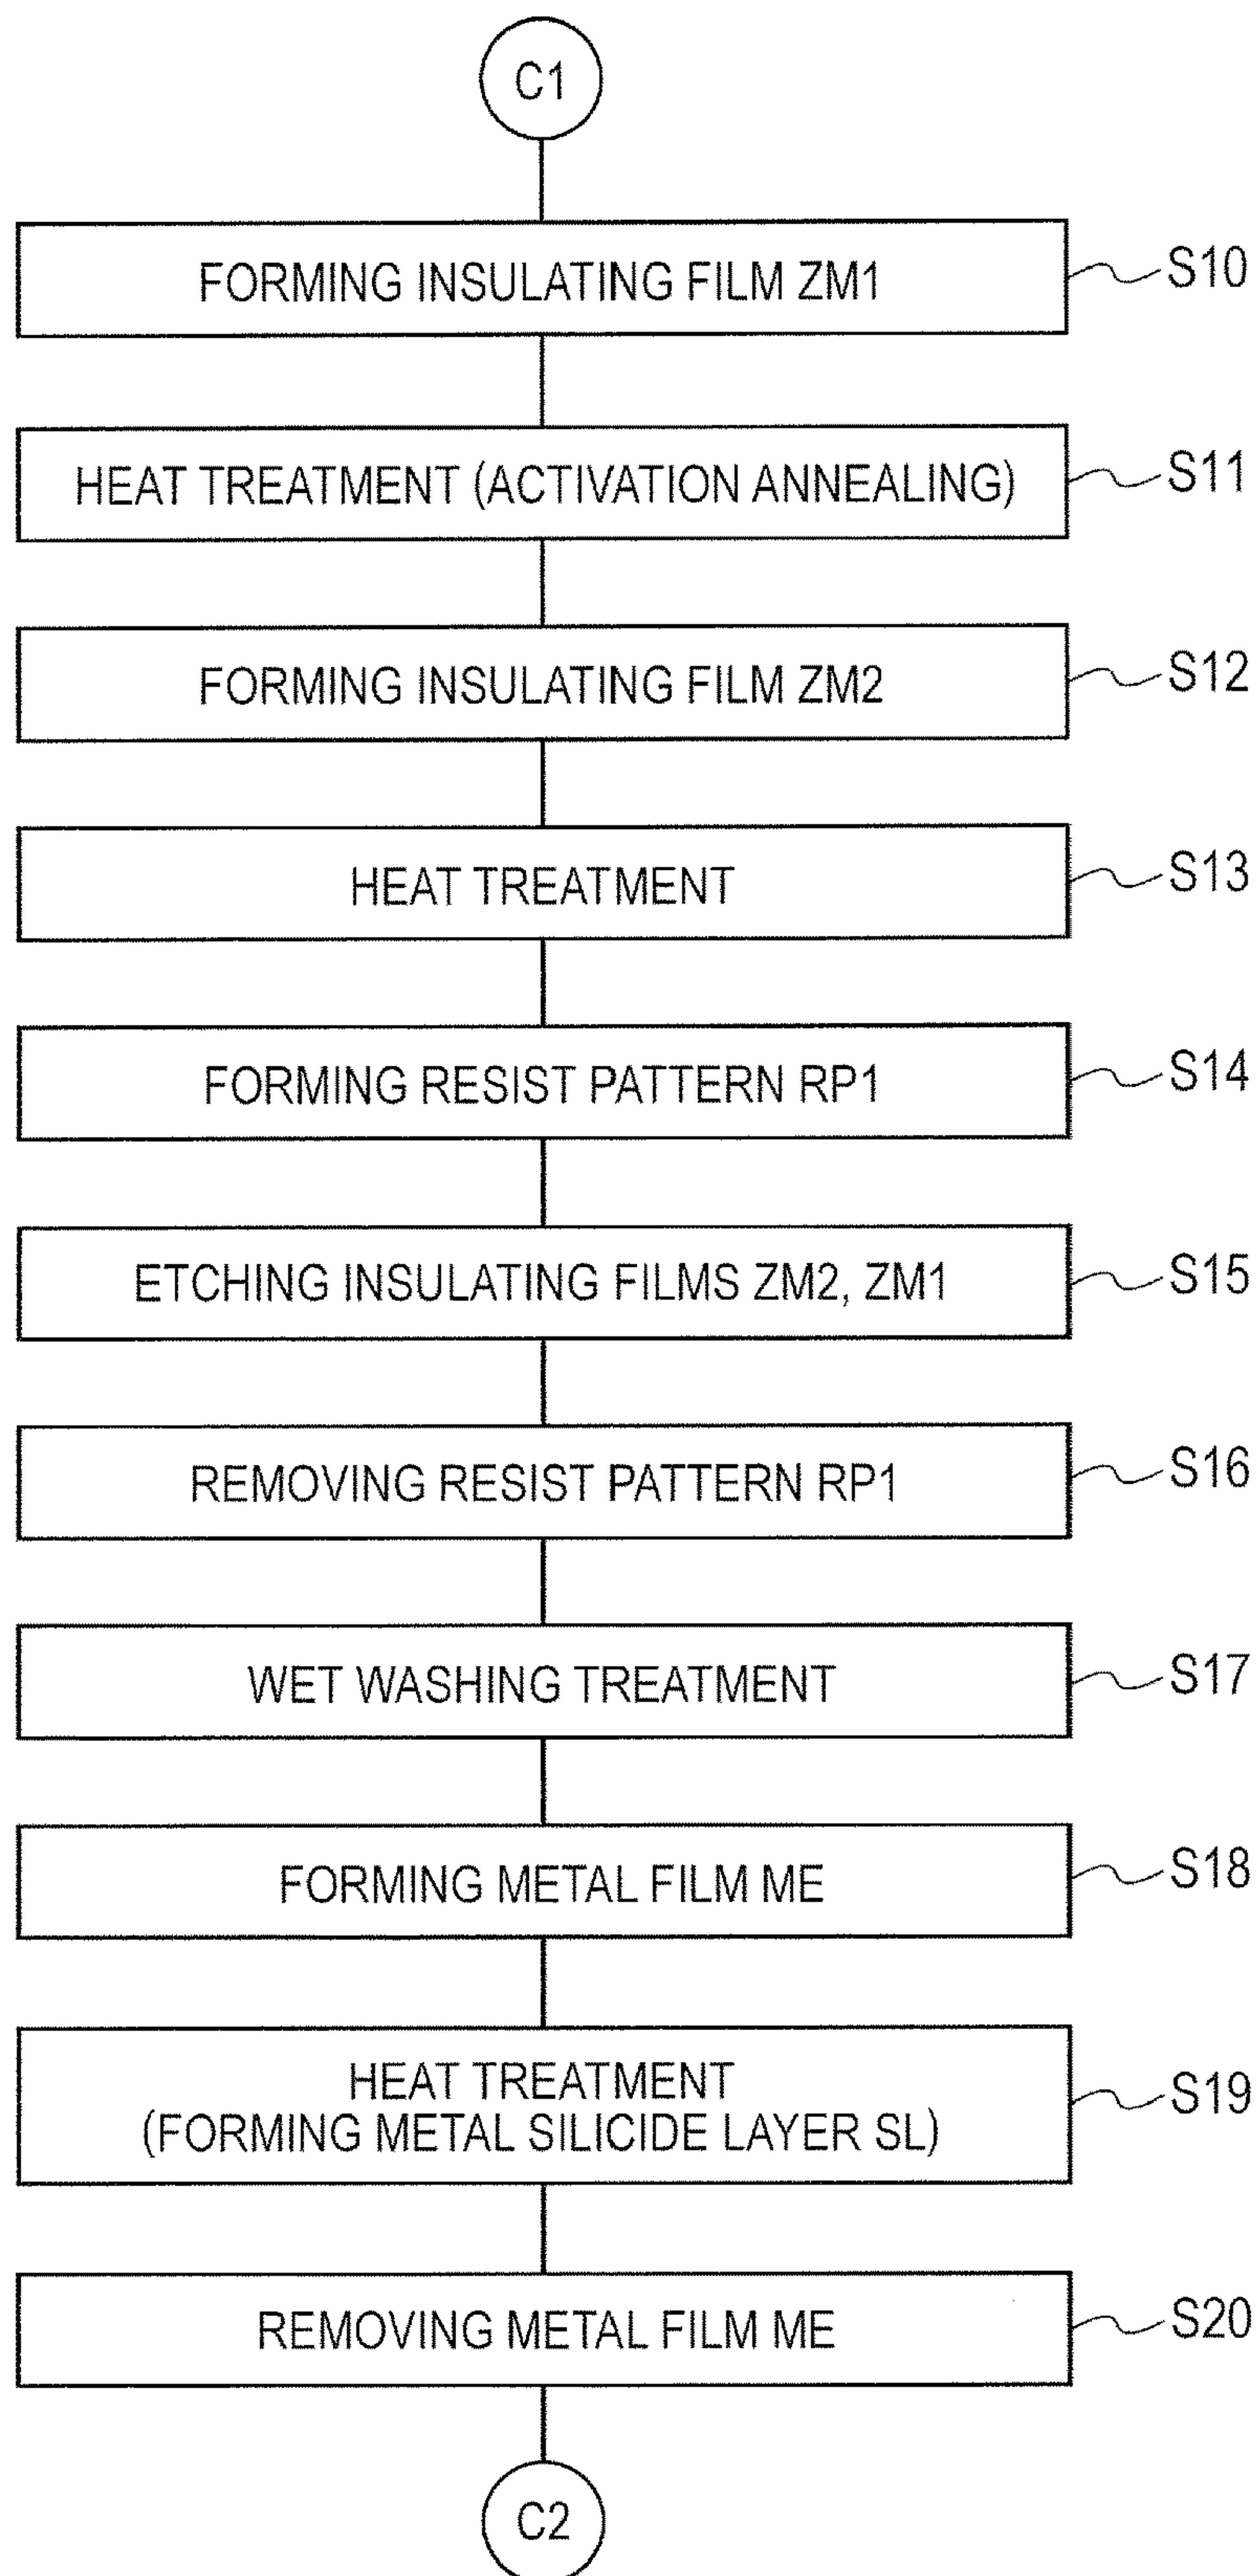 C1
FORMING INSULATING FILM ZM1
S10
HEAT TREATMENT (ACTIVATION ANNEALING)
S11
FORMING INSULATING FILM ZM2
S12
HEAT TREATMENT
S13
FORMING RESIST PATTERN RP1
S14
ETCHING INSULATING FILMS ZM2, ZM1
S15
REMOVING RESIST PATTERN RP1
S16
WET WASHING TREATMENT
S17
FORMING METAL FILM ME
S18
HEAT TREATMENT
(FORMING METAL SILICIDE LAYER SL)
S19
REMOVING METAL FILM ME
S20
C2